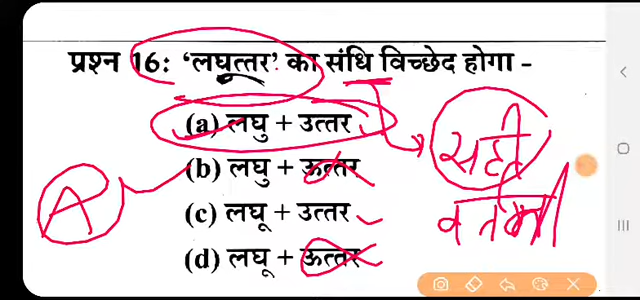 प्रश्न 16: 'लघूत्तर' का संधि विच्छेद होगा -
(a) लघु + उत्तर
सही
(b) लघु + ऊत्तर
A
(c) लघू + उत्तर
वर्तनी
(d) लघू + ऊत्तर